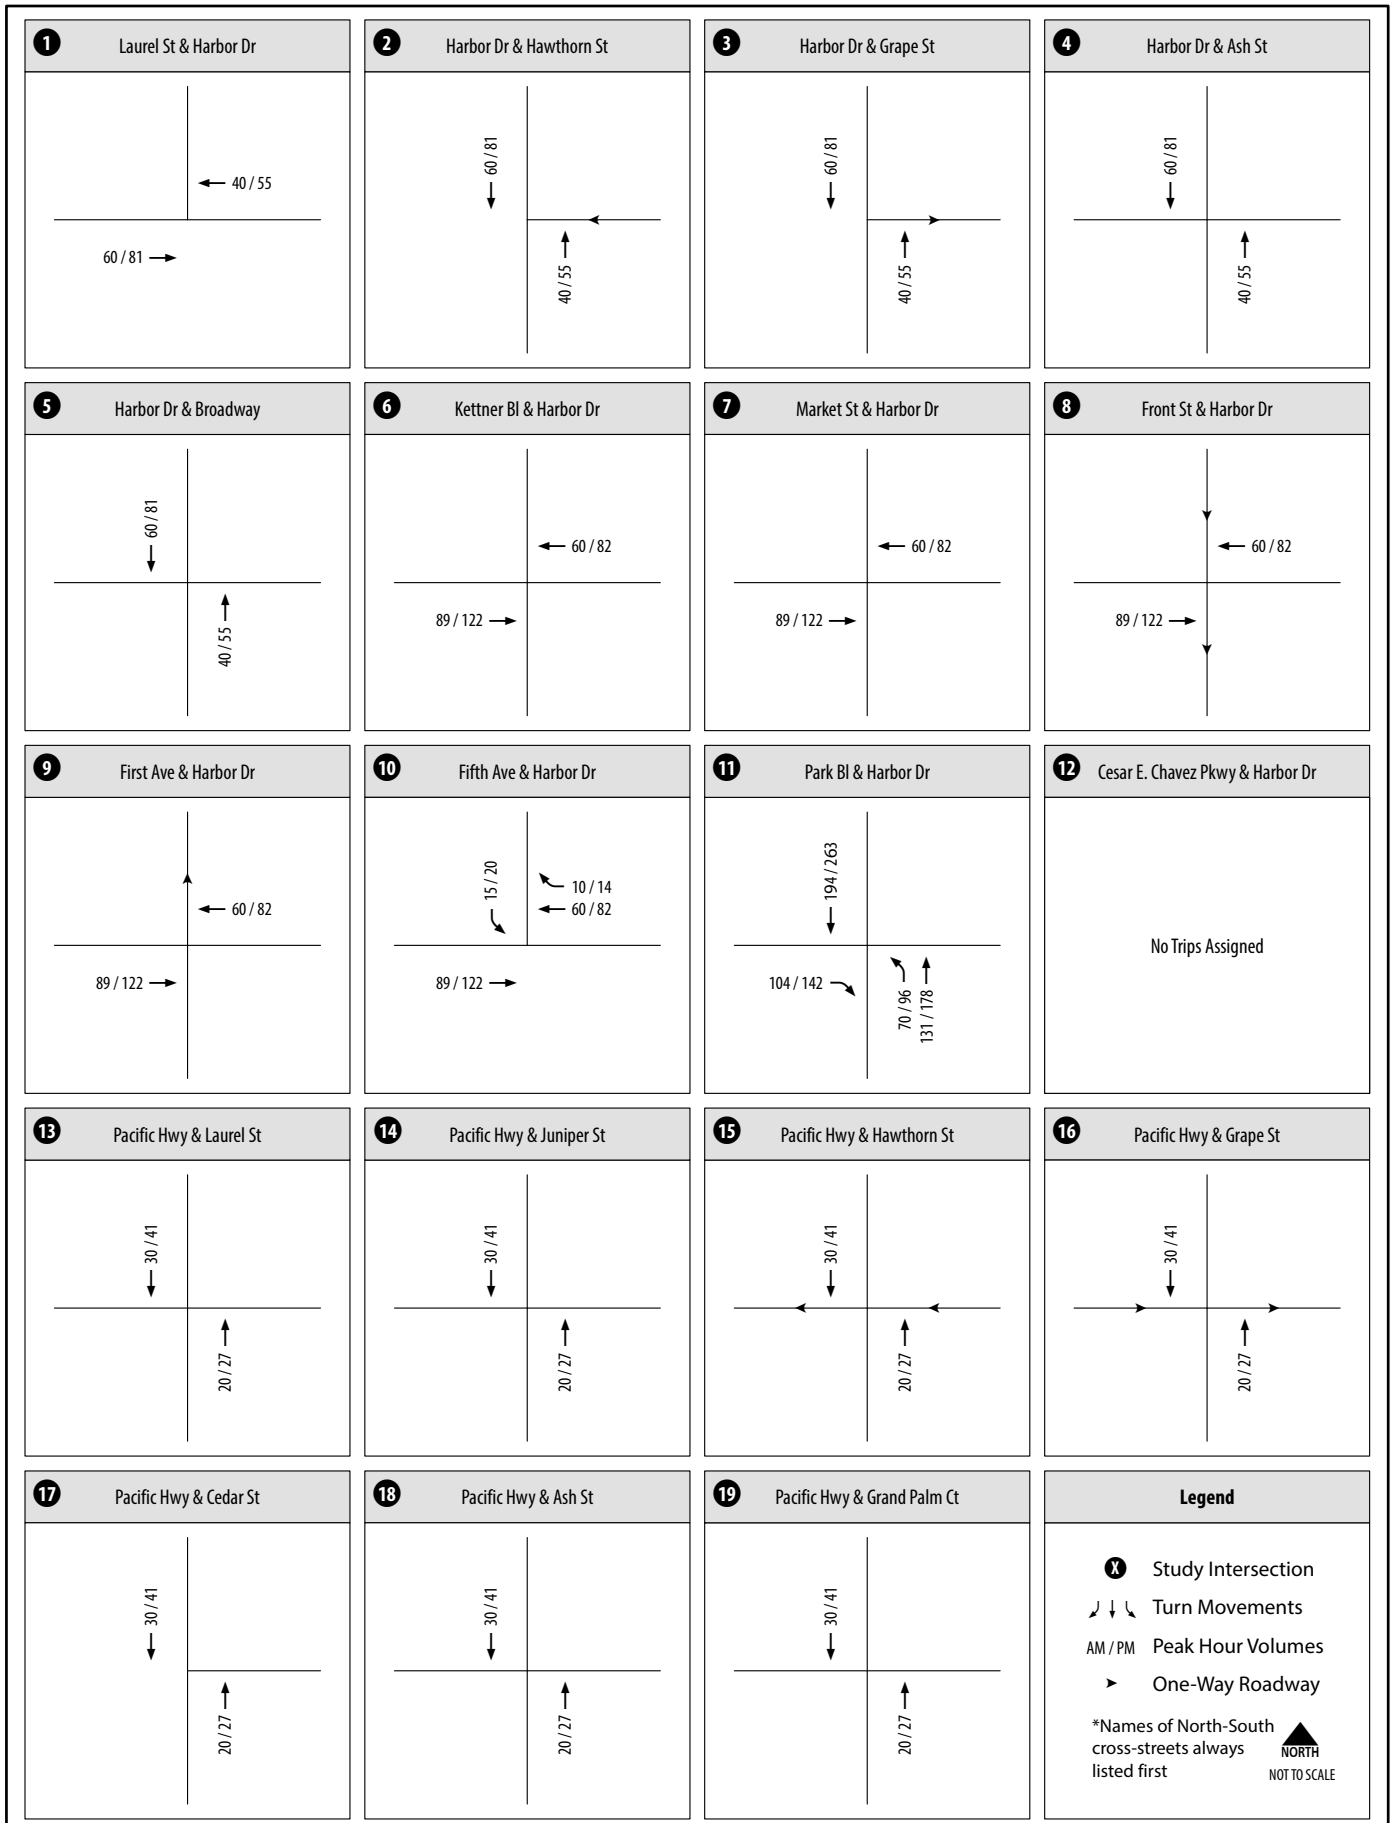 1 Laurel St & Harbor Dr
40 / 55
60 / 81
2 Harbor Dr & Hawthorn St
60 / 81
40 / 55
3 Harbor Dr & Grape St
60 / 81
40 / 55
4 Harbor Dr & Ash St
60 / 81
40 / 55
5 Harbor Dr & Broadway
60 / 81
40 / 55
6 Kettner Bl & Harbor Dr
60 / 82
89 / 122
7 Market St & Harbor Dr
60 / 82
89 / 122
8 Front St & Harbor Dr
60 / 82
89 / 122
9 First Ave & Harbor Dr
60 / 82
89 / 122
10 Fifth Ave & Harbor Dr
15 / 20
10 / 14
60 / 82
89 / 122
11 Park Bl & Harbor Dr
194 / 263
104 / 142
70 / 96
131 / 178
12 Cesar E. Chavez Pkwy & Harbor Dr
No Trips Assigned
13 Pacific Hwy & Laurel St
30 / 41
20 / 27
14 Pacific Hwy & Juniper St
30 / 41
20 / 27
15 Pacific Hwy & Hawthorn St
30 / 41
20 / 27
16 Pacific Hwy & Grape St
30 / 41
20 / 27
17 Pacific Hwy & Cedar St
30 / 41
20 / 27
18 Pacific Hwy & Ash St
30 / 41
20 / 27
19 Pacific Hwy & Grand Palm Ct
30 / 41
20 / 27
Legend
X Study Intersection
Turn Movements
AM / PM Peak Hour Volumes
One-Way Roadway
*Names of North-South
cross-streets always
listed first
NORTH
NOT TO SCALE